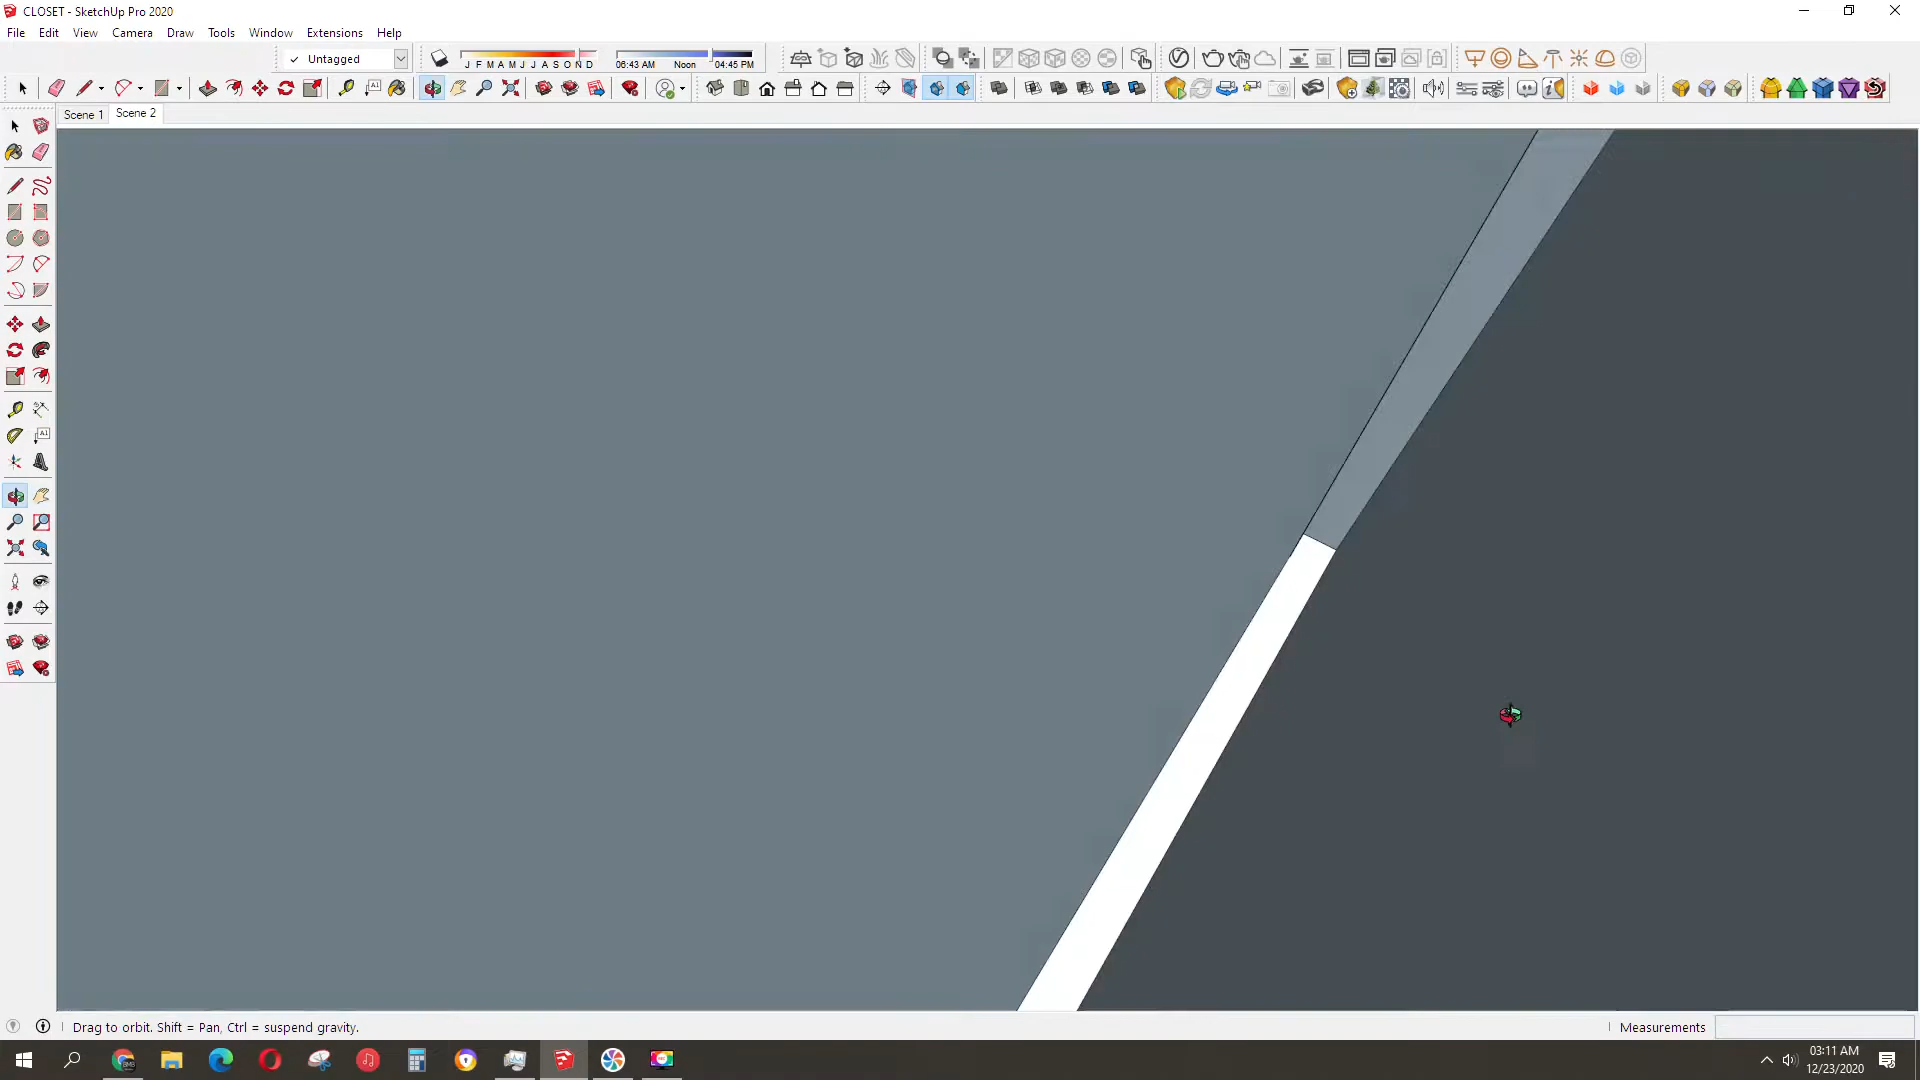 CLOSET - SketchUp Pro 2020
File Edit View Camera Draw Tools Window Extensions Help
✓ Untagged
J F M A M J J A S O N D
06:43 AM Noon 04:45 PM
Scene 1 Scene 2
Drag to orbit. Shift = Pan, Ctrl = suspend gravity.
Measurements
03:11 AM
12/23/2020